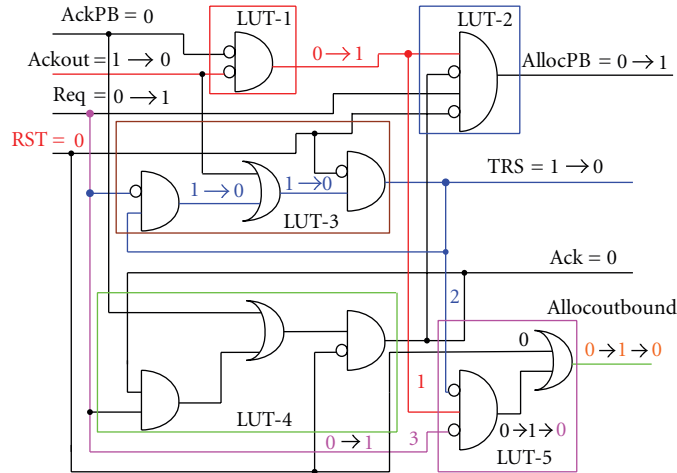 AckPB = 0
LUT-1
LUT-2
Ackout = 1 → 0
0 → 1
AllocPB = 0 → 1
Req = 0 → 1
RST = 0
TRS = 1 → 0
1 → 0
1 → 0
LUT-3
Ack = 0
2
Allocoutbound
0
0 → 1 → 0
1
LUT-4
0 → 1
3
0 → 1 → 0
LUT-5